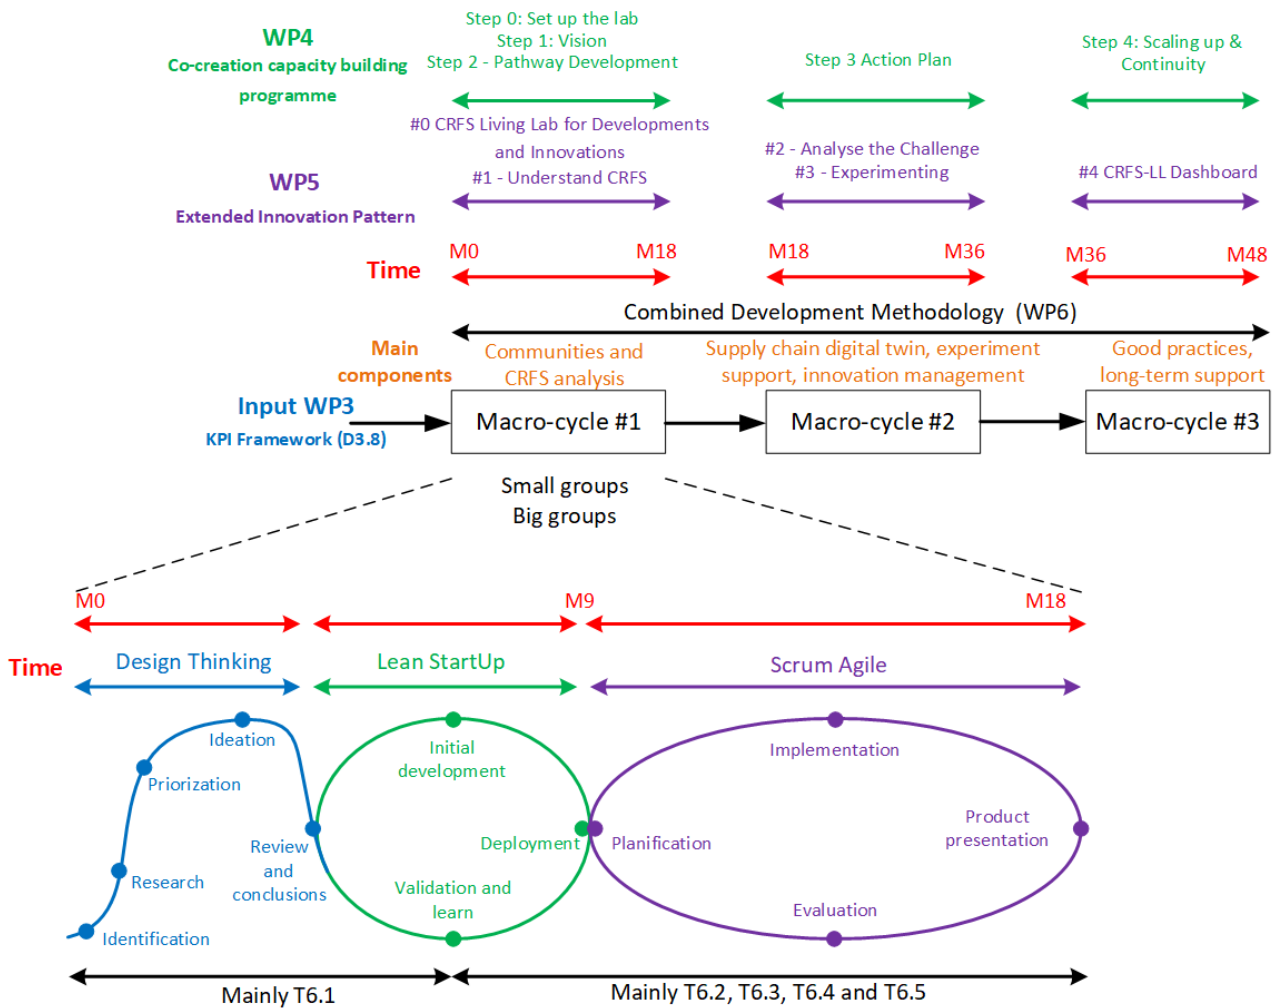 WP4
Co-creation capacity building
programme
Step 0: Set up the lab
Step 1: Vision
Step 2 - Pathway Development
Step 3 Action Plan
Step 4: Scaling up &
Continuity
WP5
Extended Innovation Pattern
#0 CRFS Living Lab for Developments
and Innovations
#1 - Understand CRFS
#2 - Analyse the Challenge
#3 - Experimenting
#4 CRFS-LL Dashboard
Time
M0
M18
M18
M36
M36
M48
Combined Development Methodology (WP6)
Main
components
Communities and
CRFS analysis
Supply chain digital twin, experiment
support, innovation management
Good practices,
long-term support
Input WP3
KPI Framework (D3.8)
Macro-cycle #1
Macro-cycle #2
Macro-cycle #3
Small groups
Big groups
M0
M9
M18
Time
Design Thinking
Lean StartUp
Scrum Agile
Ideation
Priorization
Research
Identification
Review
and
conclusions
Initial
development
Deployment
Validation and
learn
Implementation
Planification
Product
presentation
Evaluation
Mainly T6.1
Mainly T6.2, T6.3, T6.4 and T6.5